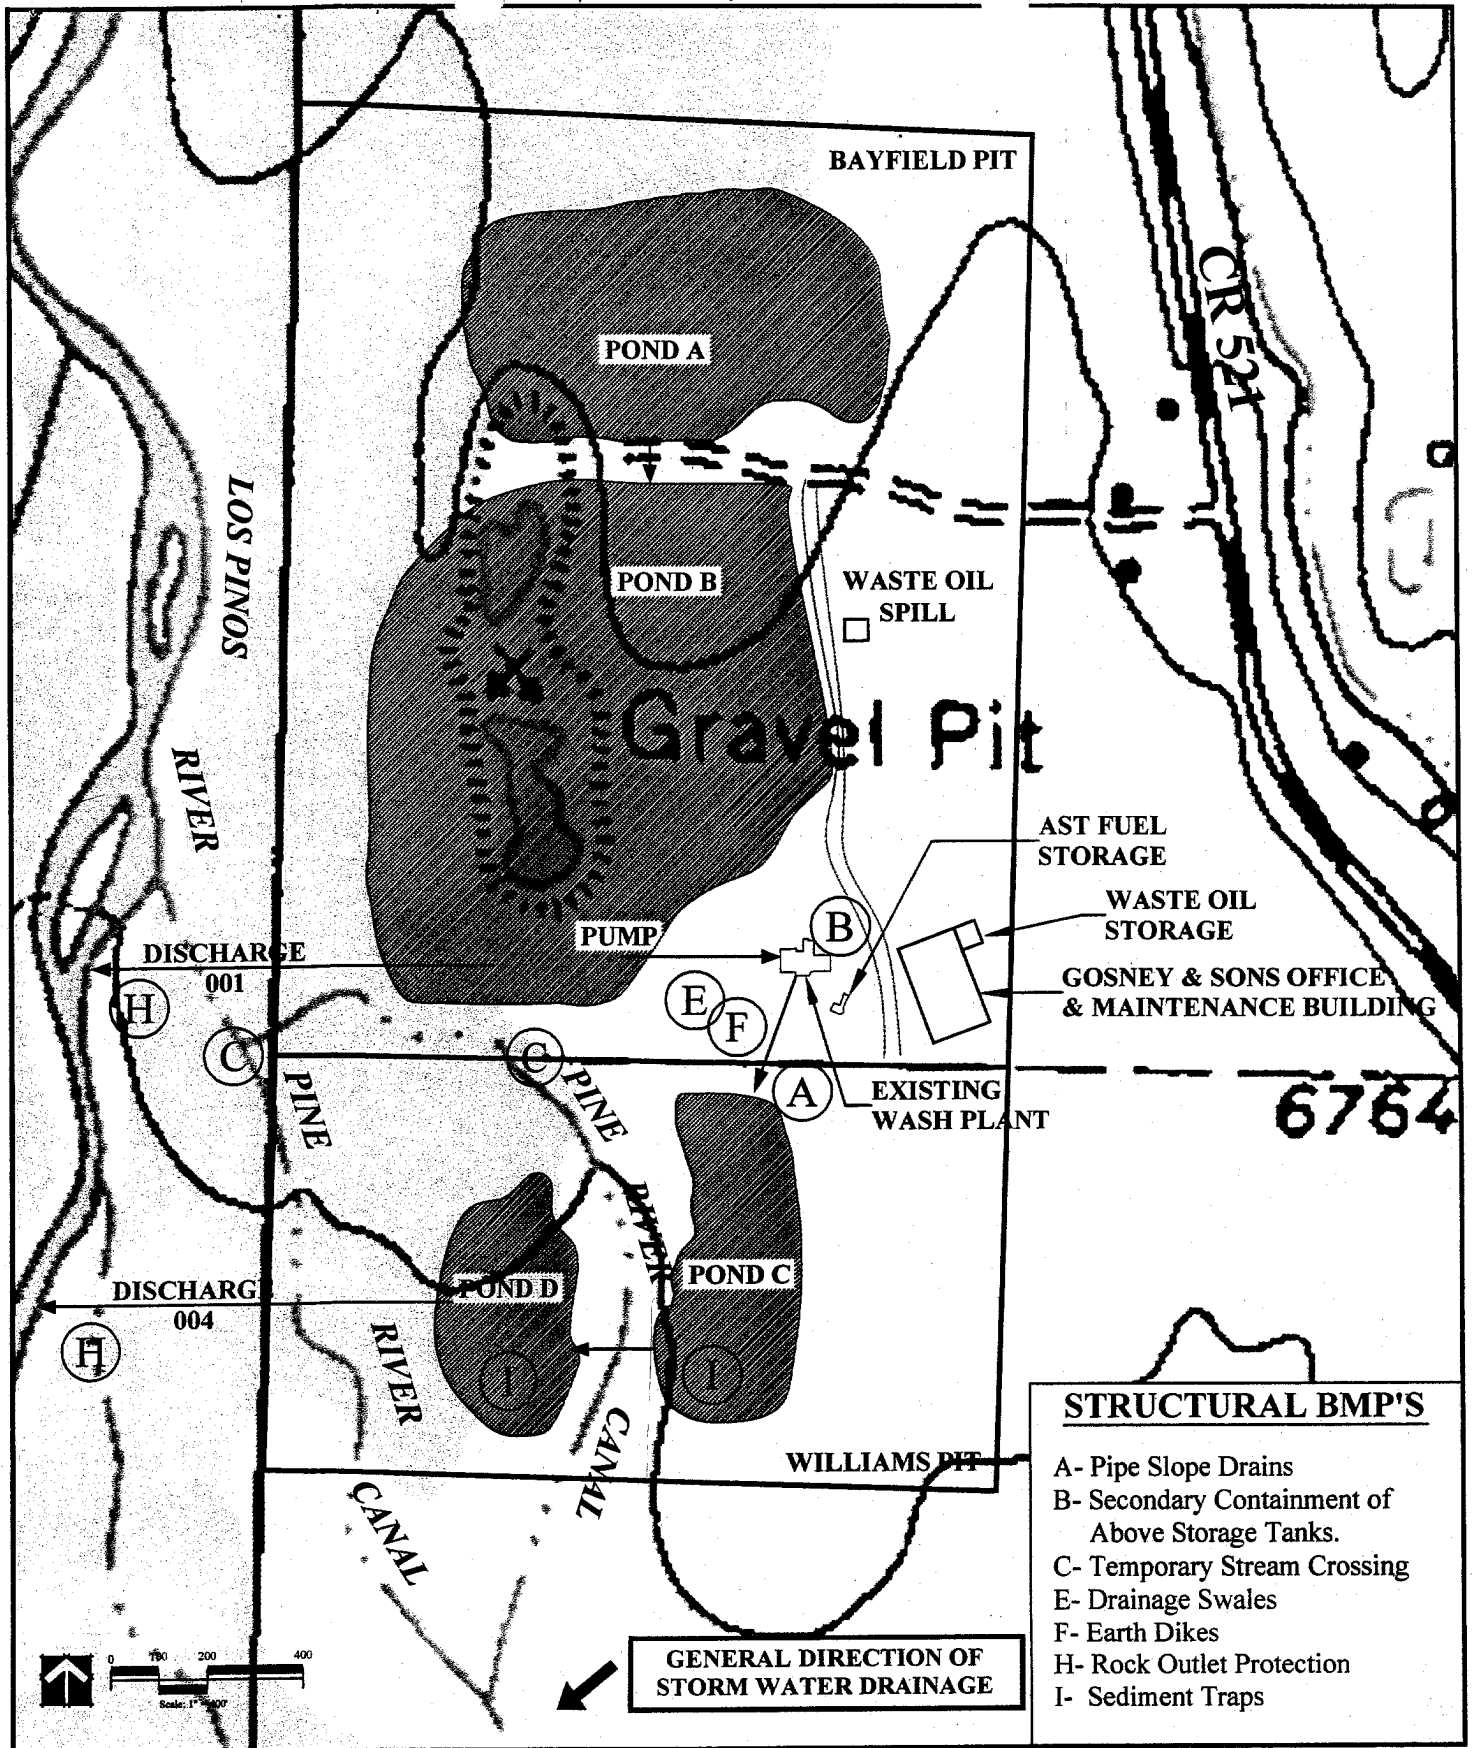 BAYFIELD PIT
CR 521
POND A
LOS PINOS
RIVER
POND B
WASTE OIL
SPILL
Gravel Pit
AST FUEL
STORAGE
WASTE OIL
STORAGE
GOSNEY & SONS OFFICE
& MAINTENANCE BUILDING
B
PUMP
DISCHARGE
001
H
E
F
C
C
PINE
PINE
A
EXISTING
WASH PLANT
6764
RIVER
POND C
POND D
DISCHARGE
004
H
RIVER
I
I
CANAL
CANAL
WILLIAMS PIT
STRUCTURAL BMP'S
A- Pipe Slope Drains
B- Secondary Containment of
Above Storage Tanks.
C- Temporary Stream Crossing
E- Drainage Swales
F- Earth Dikes
H- Rock Outlet Protection
I- Sediment Traps
0 100 200 400
Scale: 1" =
GENERAL DIRECTION OF
STORM WATER DRAINAGE